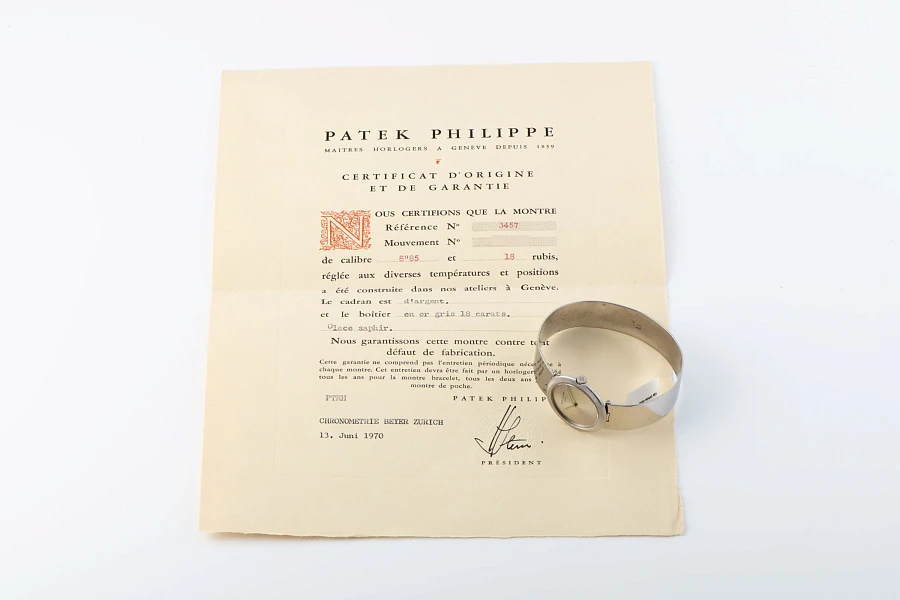 PATEK PHILIPPE
MAITRES HORLOGERS A GENÈVE DEPUIS 1839
CERTIFICAT D'ORIGINE
ET DE GARANTIE
NOUS CERTIFIONS QUE LA MONTRE
Référence Nº 3457
Mouvement Nº
de calibre 8"85 et 18 rubis,
réglée aux diverses températures et positions
a été construite dans nos ateliers à Genève.
Le cadran est d'argent.
et le boîtier en or gris 18 carats.
Glace saphir.
Nous garantissons cette montre contre tout
défaut de fabrication.
Cette garantie ne comprend pas l'entretien périodique à
chaque montre. Cet entretien devra être fait par un horloger
tous les ans pour la montre bracelet, tous les deux ans
montre de poche.
PATEK PHILIPP
CHRONOMETRIE BEYER ZURICH
13. Juni 1970
PRÉSIDENT